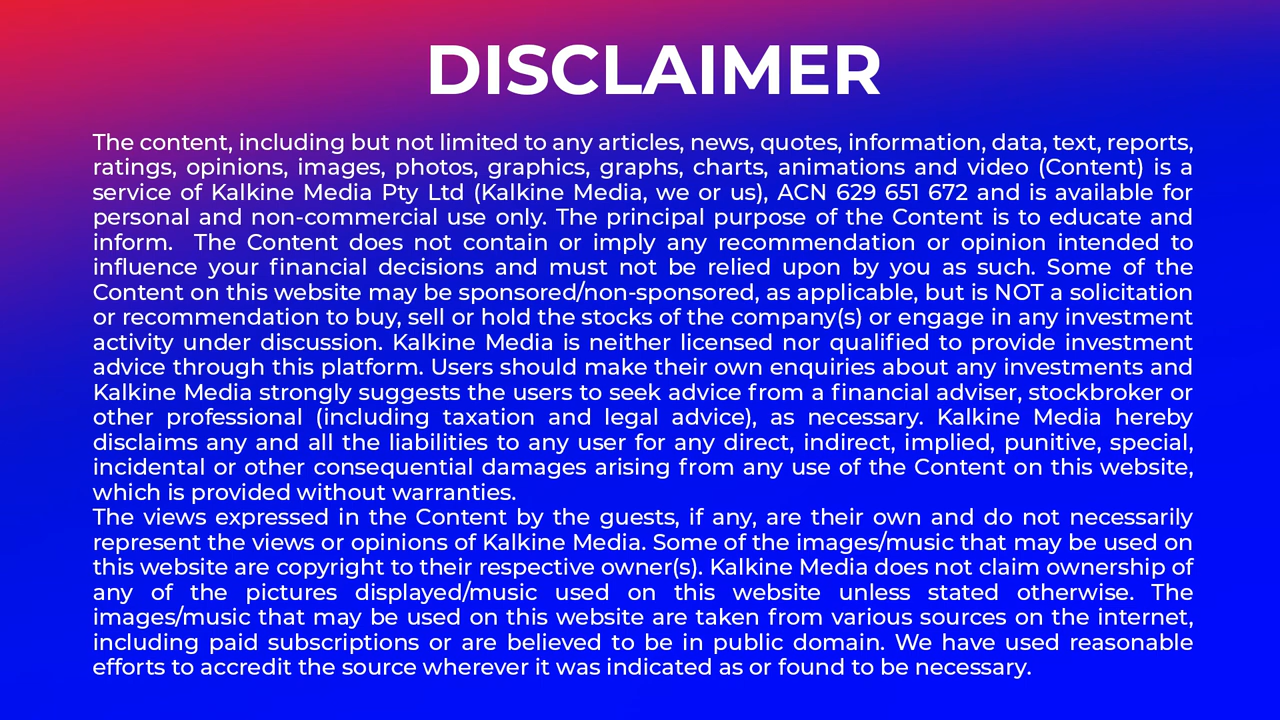 DISCLAIMER
The content, including but not limited to any articles, news, quotes, information, data, text, reports,
ratings, opinions, images, photos, graphics, graphs, charts, animations and video (Content) is a
service of Kalkine Media Pty Ltd (Kalkine Media, we or us), ACN 629 651 672 and is available for
personal and non-commercial use only. The principal purpose of the Content is to educate and
inform.  The Content does not contain or imply any recommendation or opinion intended to
influence your financial decisions and must not be relied upon by you as such. Some of the
Content on this website may be sponsored/non-sponsored, as applicable, but is NOT a solicitation
or recommendation to buy, sell or hold the stocks of the company(s) or engage in any investment
activity under discussion. Kalkine Media is neither licensed nor qualified to provide investment
advice through this platform. Users should make their own enquiries about any investments and
Kalkine Media strongly suggests the users to seek advice from a financial adviser, stockbroker or
other professional (including taxation and legal advice), as necessary. Kalkine Media hereby
disclaims any and all the liabilities to any user for any direct, indirect, implied, punitive, special,
incidental or other consequential damages arising from any use of the Content on this website,
which is provided without warranties.
The views expressed in the Content by the guests, if any, are their own and do not necessarily
represent the views or opinions of Kalkine Media. Some of the images/music that may be used on
this website are copyright to their respective owner(s). Kalkine Media does not claim ownership of
any of the pictures displayed/music used on this website unless stated otherwise. The
images/music that may be used on this website are taken from various sources on the internet,
including paid subscriptions or are believed to be in public domain. We have used reasonable
efforts to accredit the source wherever it was indicated as or found to be necessary.